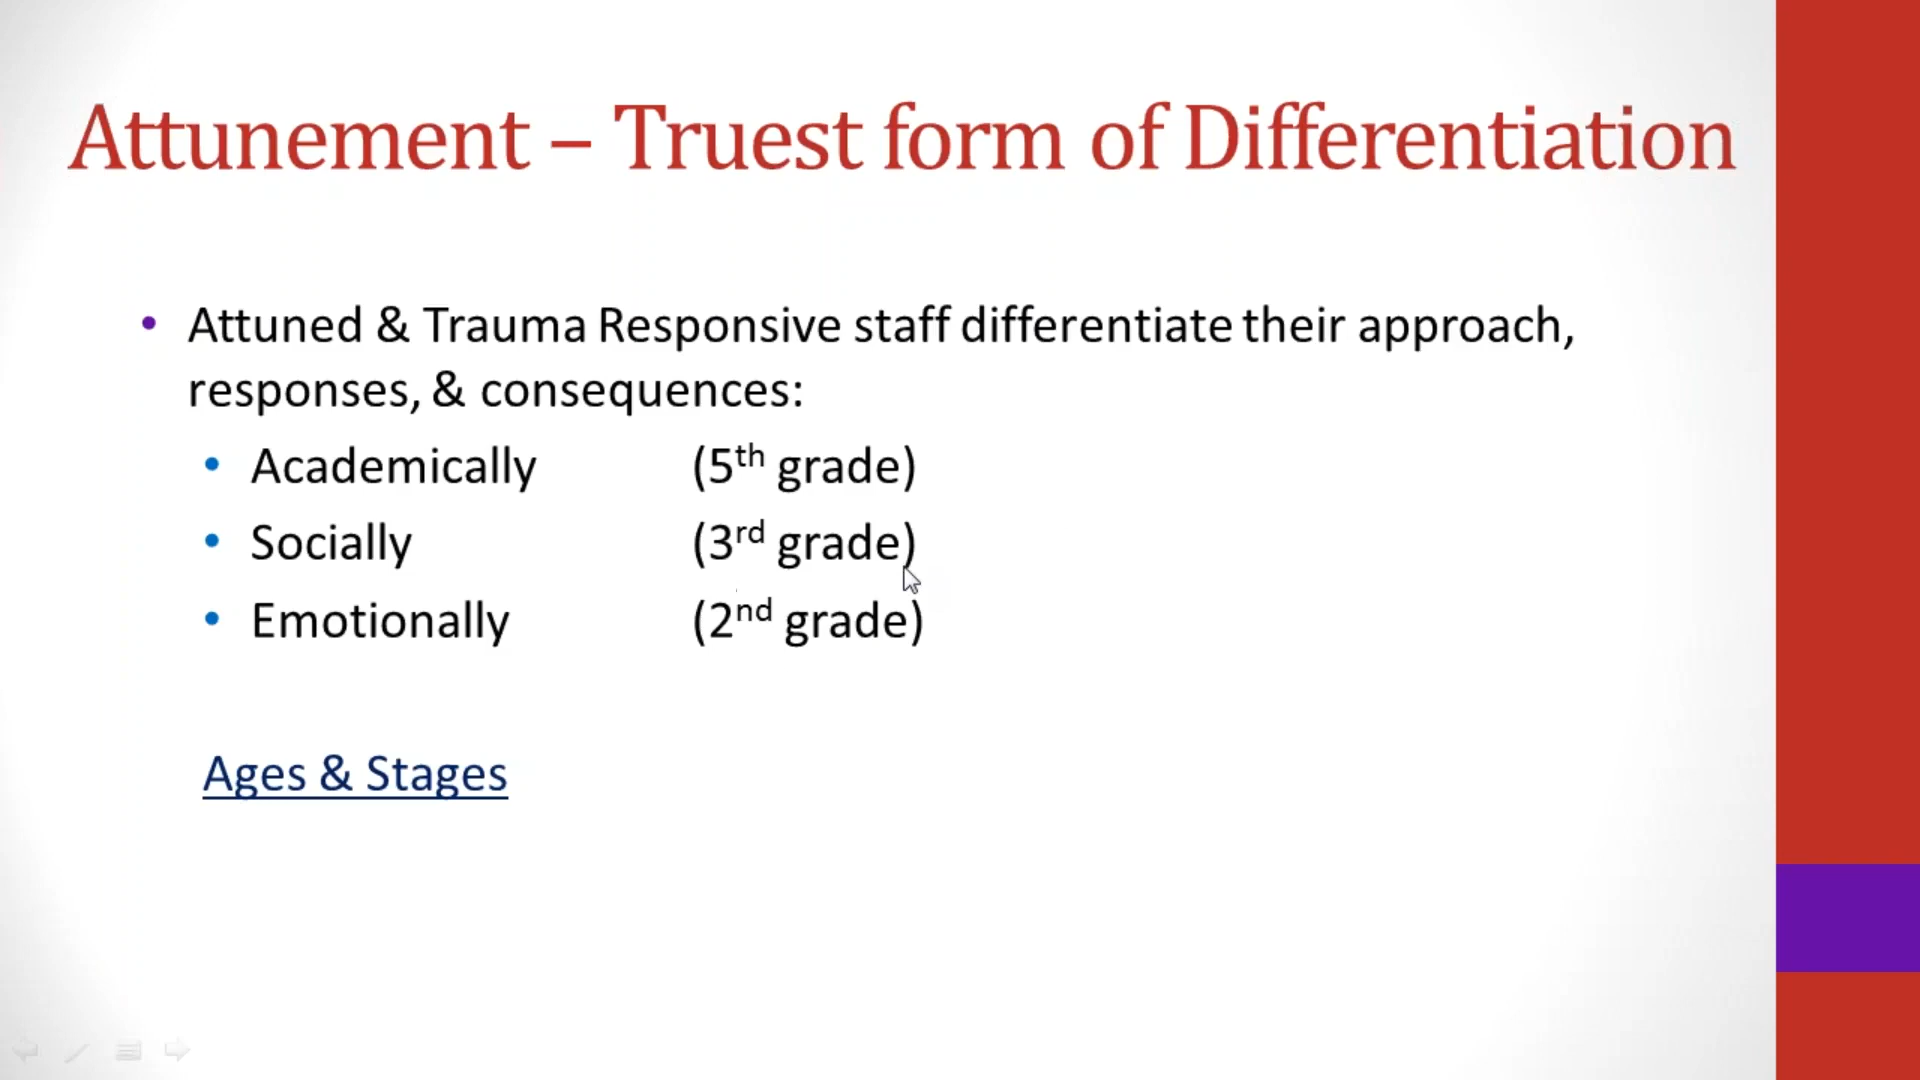 Attunement – Truest form of Differentiation
• Attuned & Trauma Responsive staff differentiate their approach,
responses, & consequences:
• Academically (5th grade)
• Socially (3rd grade)
• Emotionally (2nd grade)
Ages & Stages